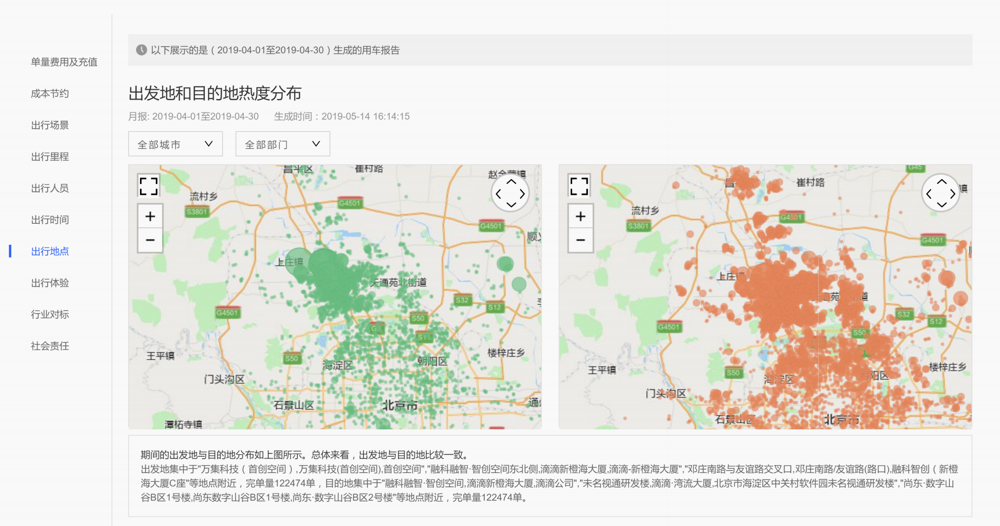 以下展示的是（2019-04-01至2019-04-30）生成的用车报告
单量费用及充值
成本节约
出行场景
出行里程
出行人员
出行时间
出行地点
出行体验
行业对标
社会责任
出发地和目的地热度分布
月报: 2019-04-01至2019-04-30 生成时间：2019-05-14 16:14:15
全部城市
全部部门
昌平区
崔村路
流村乡
S3801
G4501
G4501
上庄镇
天通苑北街道
S32
S12
G4501
S50
S11
王平镇
S50
海淀区
朝阳区
楼梓庄乡
门头沟区
石景山区
北京市
潭柘寺镇
G45
崔村路
镇
流村乡
S3801
G4501
G4501
S32
S12
G4501
S50
王平镇
S50
海淀区
楼梓庄乡
门头沟区
石景山区
北京市
期间的出发地与目的地分布如上图所示。总体来看，出发地与目的地比较一致。
出发地集中于"万集科技（首创空间）,万集科技(首创空间),首创空间","融科融智·智创空间东北侧,滴滴新橙海大厦,滴滴-新橙海大厦","邓庄南路与友谊路交叉口,邓庄南路/友谊路(路口),融科智创（新橙
海大厦C座"等地点附近，完单量122474单，目的地集中于"融科融智·智创空间,滴滴新橙海大厦,滴滴公司","未名视通研发楼,滴滴·湾流大厦,北京市海淀区中关村软件园未名视通研发楼","尚东·数字山
谷B区1号楼,尚东数字山谷B区1号楼,尚东·数字山谷B区2号楼"等地点附近，完单量122474单。